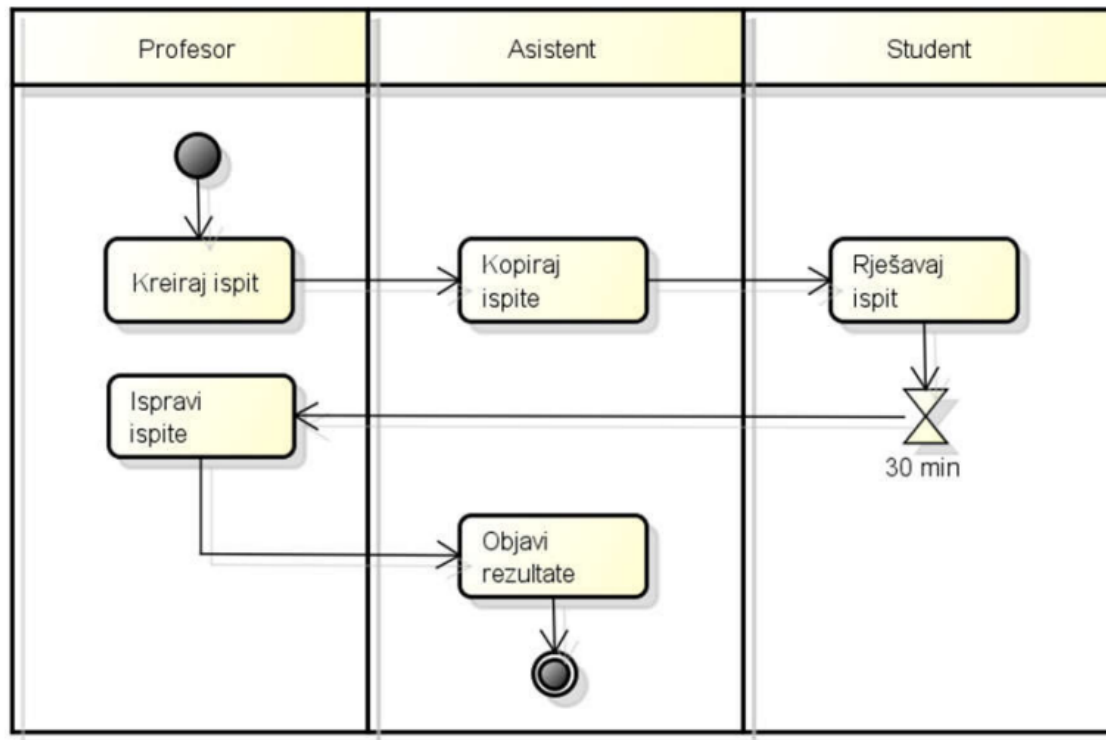 Profesor
Asistent
Student
Kreiraj ispit
Kopiraj
ispite
Rješavaj
ispit
Ispravi
ispite
30 min
Objavi
rezultate